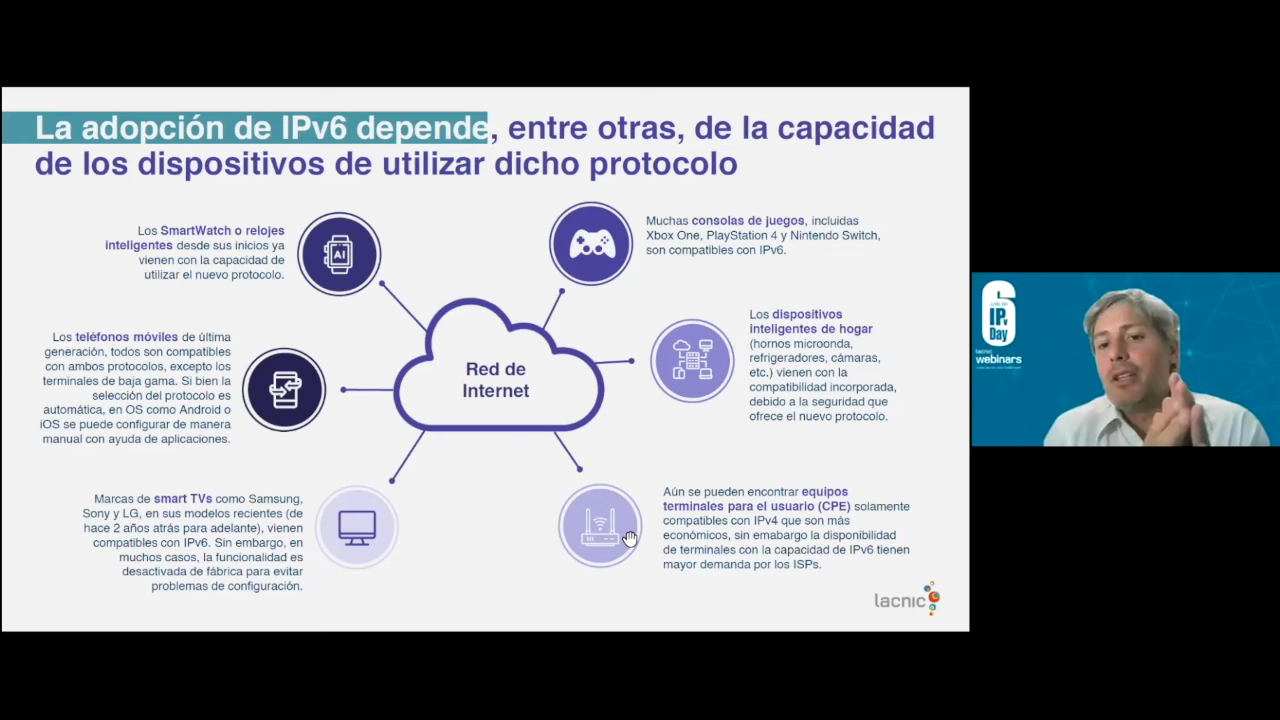 La adopción de IPv6 depende, entre otras, de la capacidad
de los dispositivos de utilizar dicho protocolo
Los SmartWatch o relojes
inteligentes desde sus inicios ya
vienen con la capacidad de
utilizar el nuevo protocolo.
AI
Muchas consolas de juegos, incluidas
Xbox One, PlayStation 4 y Nintendo Switch,
son compatibles con IPv6.
Los teléfonos móviles de última
generación, todos son compatibles
con ambos protocolos, excepto los
terminales de baja gama. Si bien la
selección del protocolo es
automática, en OS como Android o
iOS se puede configurar de manera
manual con ayuda de aplicaciones.
Red de
Internet
Los dispositivos
inteligentes de hogar
(hornos microonda,
refrigeradores, cámaras,
etc.) vienen con la
compatibilidad incorporada,
debido a la seguridad que
ofrece el nuevo protocolo.
Marcas de smart TVs como Samsung,
Sony y LG, en sus modelos recientes (de
hace 2 años atrás para adelante), vienen
compatibles con IPv6. Sin embargo, en
muchos casos, la funcionalidad es
desactivada de fábrica para evitar
problemas de configuración.
Aún se pueden encontrar equipos
terminales para el usuario (CPE) solamente
compatibles con IPv4 que son más
económicos, sin emabargo la disponibilidad
de terminales con la capacidad de IPv6 tienen
mayor demanda por los ISPs.
lacnic
6
IPv
Day
lacnic
webinars